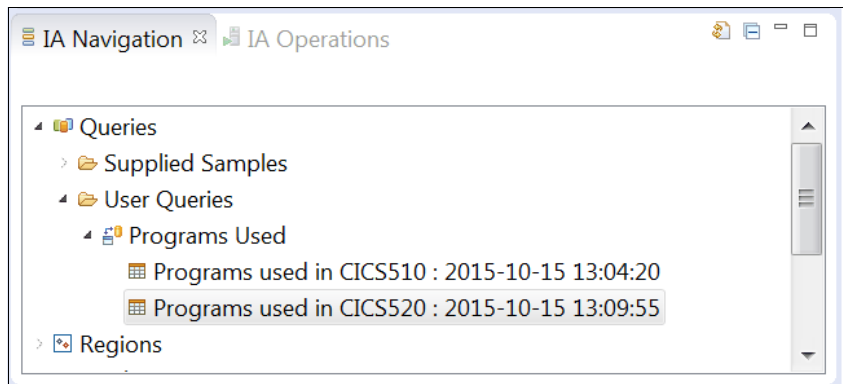 IA Navigation IA Operations
Queries
Supplied Samples
User Queries
Programs Used
Programs used in CICS510 : 2015-10-15 13:04:20
Programs used in CICS520 : 2015-10-15 13:09:55
Regions